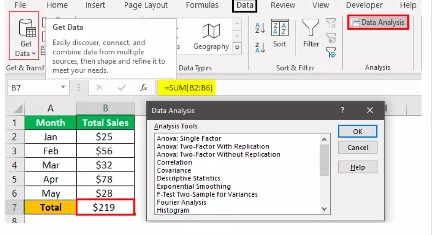 File Home Insert Page Layout Formulas Data Review View Developer Help
Get
Data
Get Data
Easily discover, connect, and
combine data from multiple
sources, then shape and refine it to
meet your needs.
Geography
Sort
Filter
Data Analysis
Get & Transf
Data Types
Sort & Filter
Analysis
B7 fx =SUM(B2:B6)
A B
1 Month Total Sales
2 Jan $25
3 Feb $56
4 Mar $32
5 Apr $78
6 May $28
7 Total $219
8
Data Analysis ? ×
Analysis Tools
Anova: Single Factor
Anova: Two-Factor With Replication
Anova: Two-Factor Without Replication
Correlation
Covariance
Descriptive Statistics
Exponential Smoothing
F-Test Two-Sample for Variances
Fourier Analysis
Histogram
OK
Cancel
Help